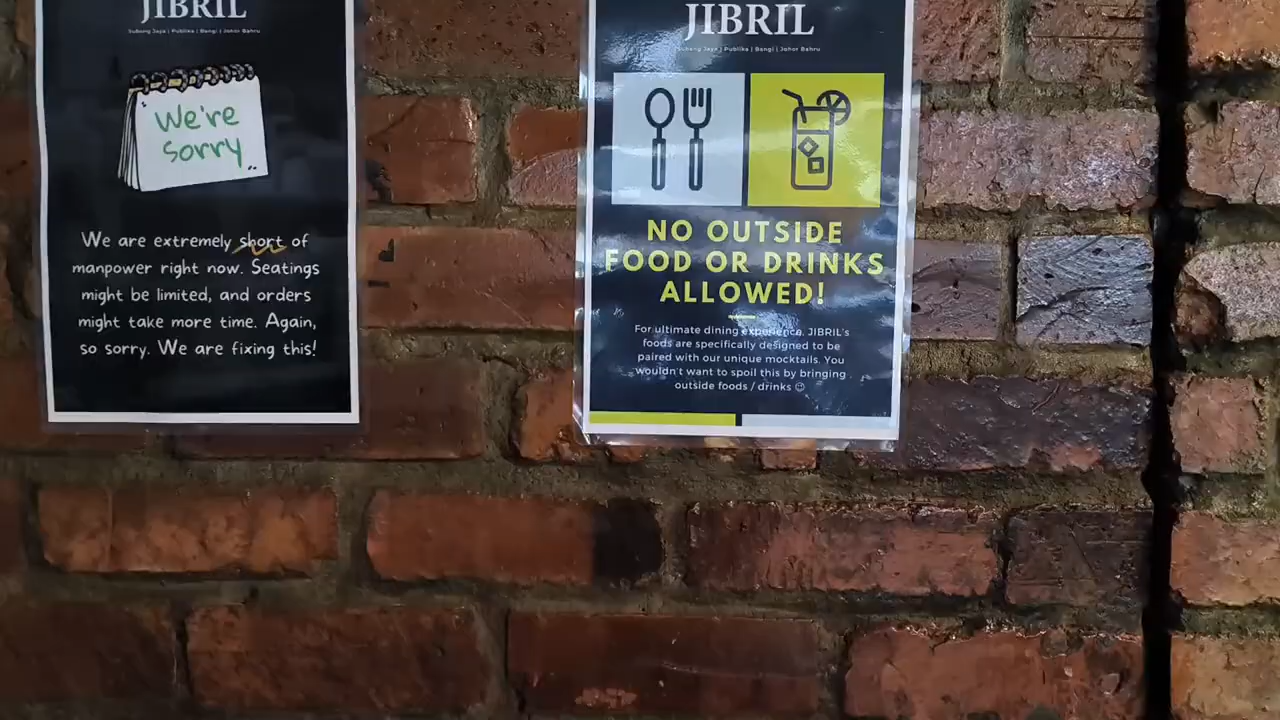 JIBRIL
Subang Jaya | Publika | Bangi | Johor Bahru
We're
sorry
We are extremely short of
manpower right now. Seatings
might be limited, and orders
might take more time. Again,
so sorry. We are fixing this!
JIBRIL
Subang Jaya | Publika | Bangi | Johor Bahru
NO OUTSIDE
FOOD OR DRINKS
ALLOWED!
For ultimate dining experience, JIBRIL's
foods are specifically designed to be
paired with our unique mocktails. You
wouldn't want to spoil this by bringing
outside foods / drinks ☺